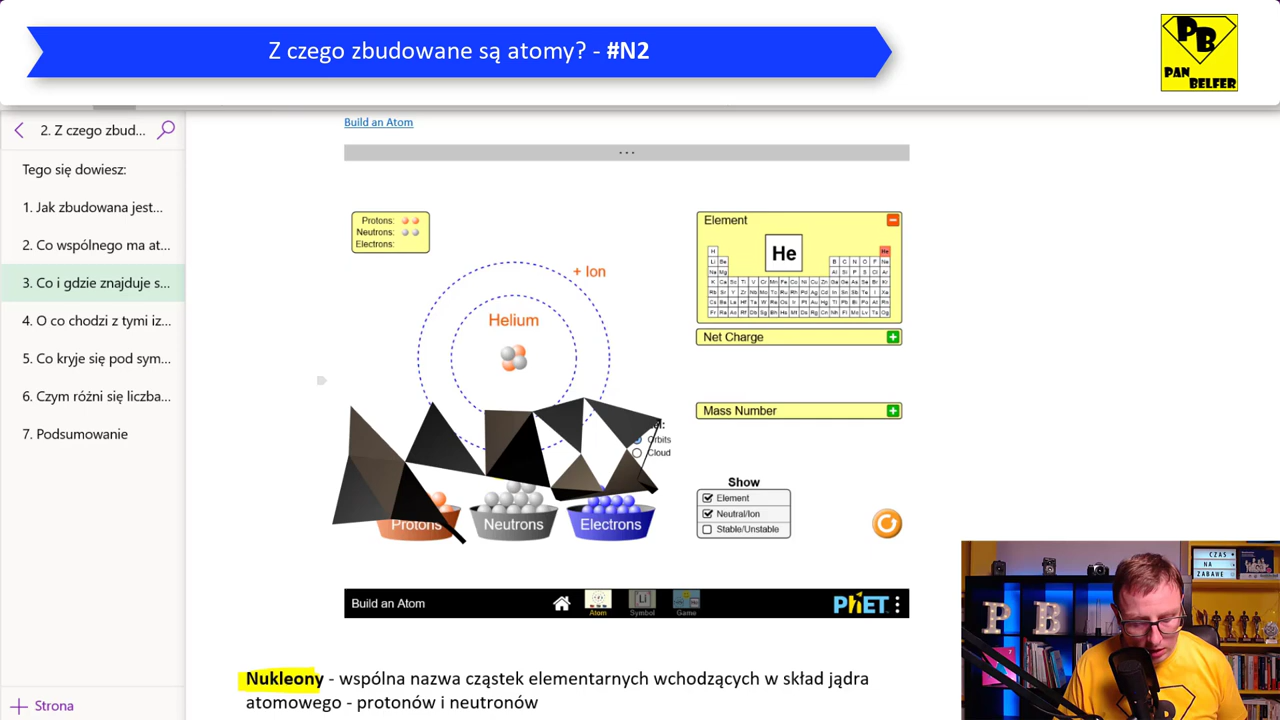 Z czego zbudowane są atomy? - #N2
PB
PAN
BELFER
2. Z czego zbud...
Tego się dowiesz:
1. Jak zbudowana jest...
2. Co wspólnego ma at...
3. Co i gdzie znajduje s...
4. O co chodzi z tymi iz...
5. Co kryje się pod sym...
6. Czym różni się liczba...
7. Podsumowanie
Strona
Build an Atom
...
Protons:
Neutrons:
Electrons:
+ Ion
Helium
Element
He
Net Charge
Mass Number
Orbits
Cloud
Show
Element
Neutral/Ion
Stable/Unstable
Protons
Neutrons
Electrons
Build an Atom
Atom
Symbol
Game
PhET
Nukleony - wspólna nazwa cząstek elementarnych wchodzących w skład jądra
atomowego - protonów i neutronów
CZAS
NA
ZABAWE
P B